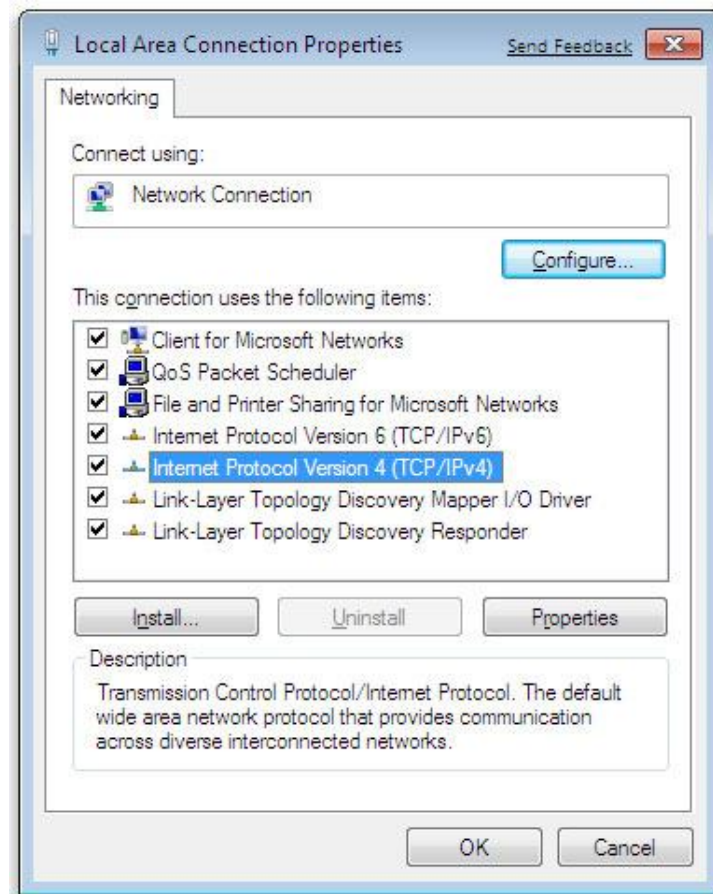 Local Area Connection Properties
Send Feedback
Networking
Connect using:
Network Connection
Configure...
This connection uses the following items:
Client for Microsoft Networks
QoS Packet Scheduler
File and Printer Sharing for Microsoft Networks
Internet Protocol Version 6 (TCP/IPv6)
Internet Protocol Version 4 (TCP/IPv4)
Link-Layer Topology Discovery Mapper I/O Driver
Link-Layer Topology Discovery Responder
Install...
Uninstall
Properties
Description
Transmission Control Protocol/Internet Protocol. The default
wide area network protocol that provides communication
across diverse interconnected networks.
OK
Cancel